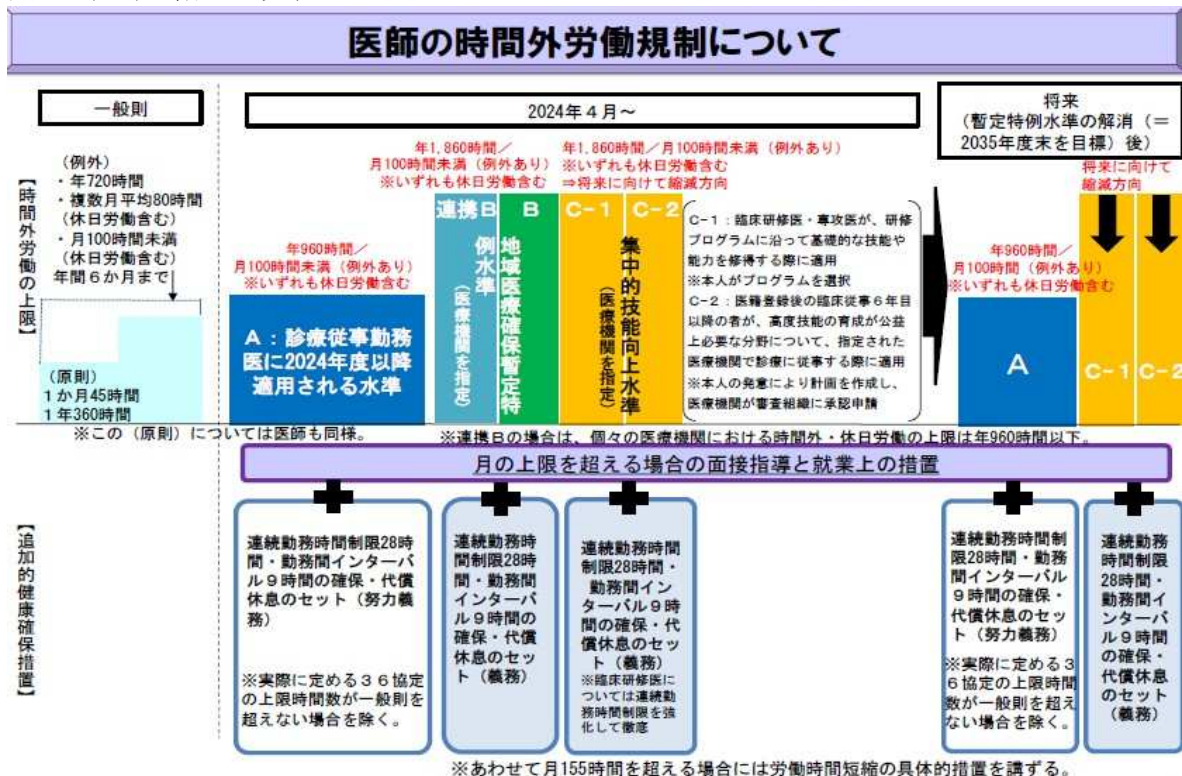 医師の時間外労働規制について
一般則
2024年4月~
将来
(暫定特例水準の解消(=
2035年度末を目標)後)
【時間外労働の上限】
(例外)
・年720時間
・複数月平均80時間
(休日労働含む)
・月100時間未満
(休日労働含む)
年間6か月まで
(原則)
1か月45時間
1年360時間
※この(原則)については医師も同様。
年960時間/
月100時間未満(例外あり)
※いずれも休日労働含む
A:診療従事勤務
医に2024年度以降
適用される水準
年1,860時間/
月100時間未満(例外あり)
※いずれも休日労働含む
連携B
B
地域医療確保暫定特
例水準
(医療機関を指定)
年1,860時間/月100時間未満(例外あり)
※いずれも休日労働含む
⇒将来に向けて縮減方向
C-1
C-2
集中的技能向上水準
(医療機関を指定)
C-1:臨床研修医・専攻医が、研修
プログラムに沿って基礎的な技能や
能力を修得する際に適用
※本人がプログラムを選択
C-2:医籍登録後の臨床従事6年目
以降の者が、高度技能の育成が公益
上必要な分野について、指定された
医療機関で診療に従事する際に適用
※本人の発意により計画を作成し、
医療機関が審査組織に承認申請
年960時間/
月100時間(例外あり)
※いずれも休日労働含む
A
将来に向けて
縮減方向
C-1
C-2
※連携Bの場合は、個々の医療機関における時間外・休日労働の上限は年960時間以下。
月の上限を超える場合の面接指導と就業上の措置
【追加的健康確保措置】
連続勤務時間制限28時
間・勤務間インターバ
ル9時間の確保・代償
休息のセット(努力義
務)
※実際に定める36協定
の上限時間数が一般則を
超えない場合を除く。
連続勤務時
間制限28時
間・勤務間
インターバ
ル9時間の
確保・代償
休息のセッ
ト(義務)
連続勤務時間
制限28時間・
勤務間イン
ターバル9時
間の確保・代
償休息のセッ
ト(義務)
※臨床研修医に
ついては連続勤
務時間制限を強
化して徹底
連続勤務時間制
限28時間・勤務
間インターバル
9時間の確保・
代償休息のセッ
ト(努力義務)
※実際に定める3
6協定の上限時間
数が一般則を超え
ない場合を除く。
連続勤務
時間制限
28時間・
勤務間イ
ンターバ
ル9時間
の確保・
代償休息
のセット
(義務)
※あわせて月155時間を超える場合には労働時間短縮の具体的措置を講ずる。